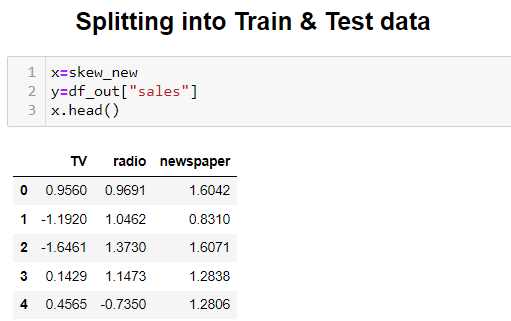 Splitting into Train & Test data
1 x=skew_new
2 y=df_out["sales"]
3 x.head()
TV radio newspaper
0 0.9560 0.9691 1.6042
1 -1.1920 1.0462 0.8310
2 -1.6461 1.3730 1.6071
3 0.1429 1.1473 1.2838
4 0.4565 -0.7350 1.2806